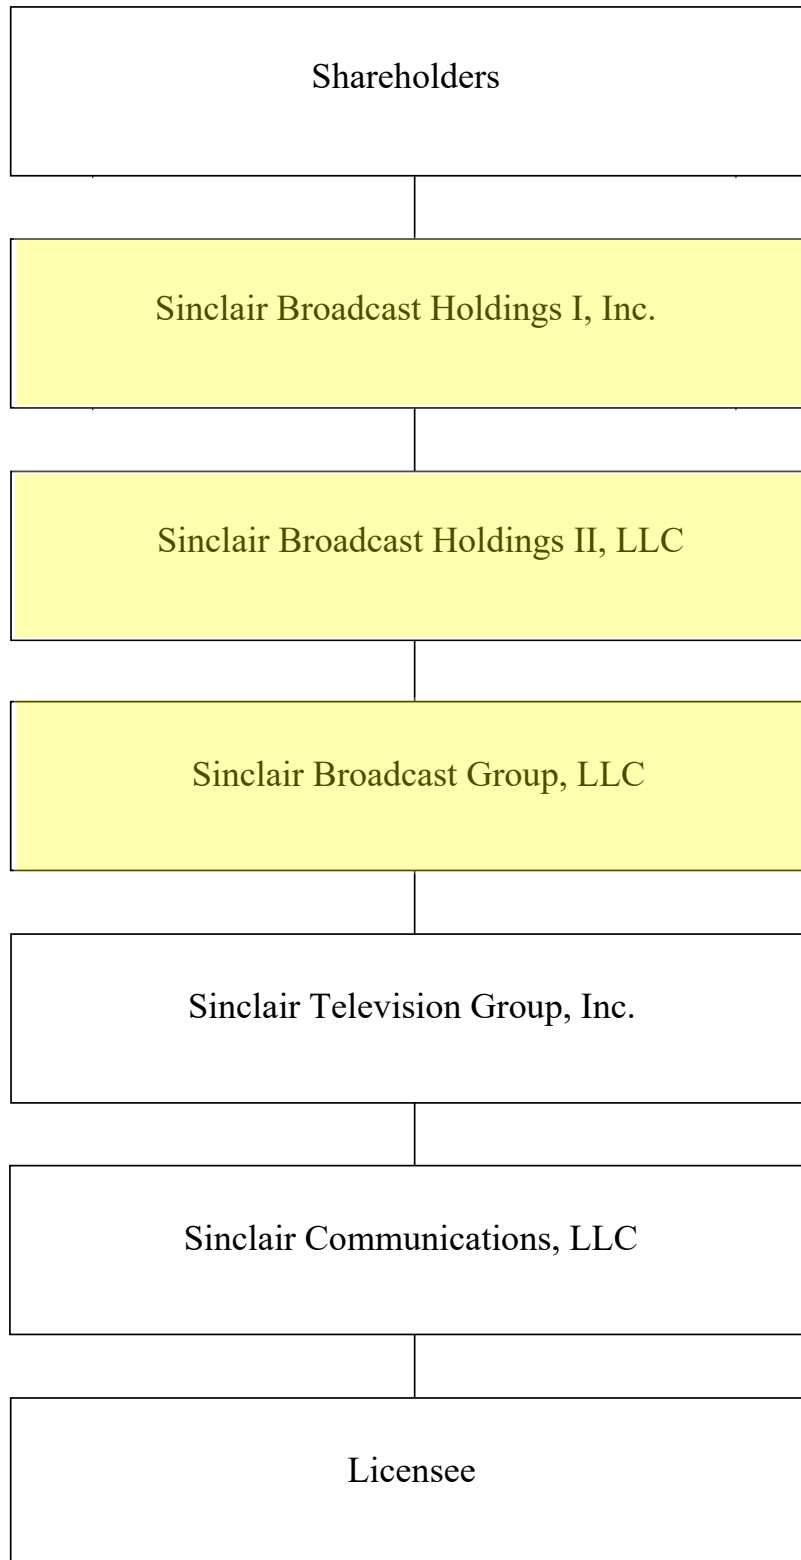 Shareholders
Sinclair Broadcast Holdings I, Inc.
Sinclair Broadcast Holdings II, LLC
Sinclair Broadcast Group, LLC
Sinclair Television Group, Inc.
Sinclair Communications, LLC
Licensee